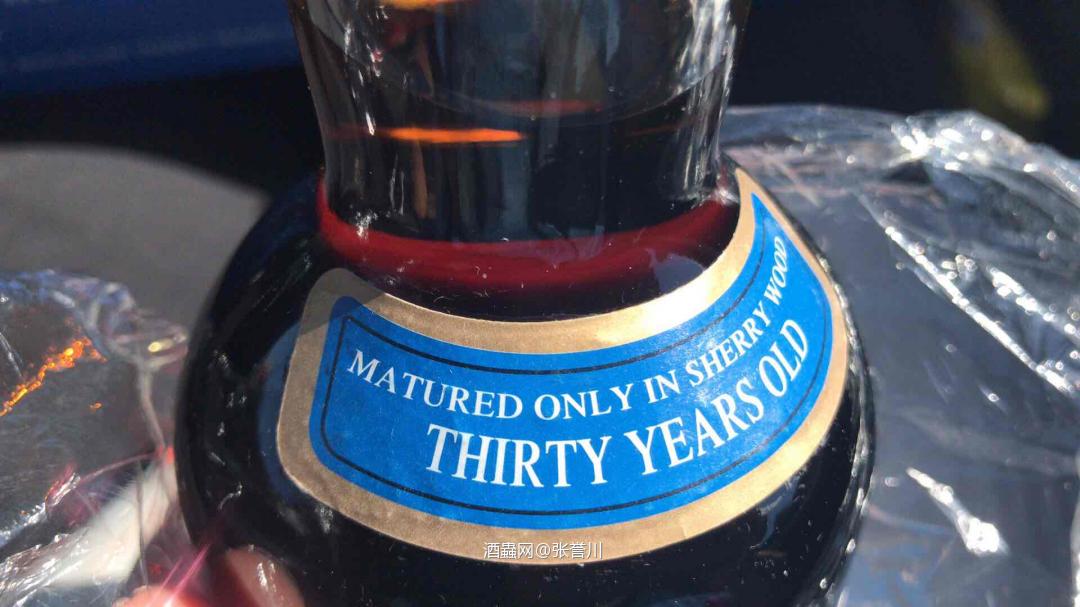 MATURED ONLY IN SHERRY WOOD
THIRTY YEARS OLD
酒蟲网@张誉川